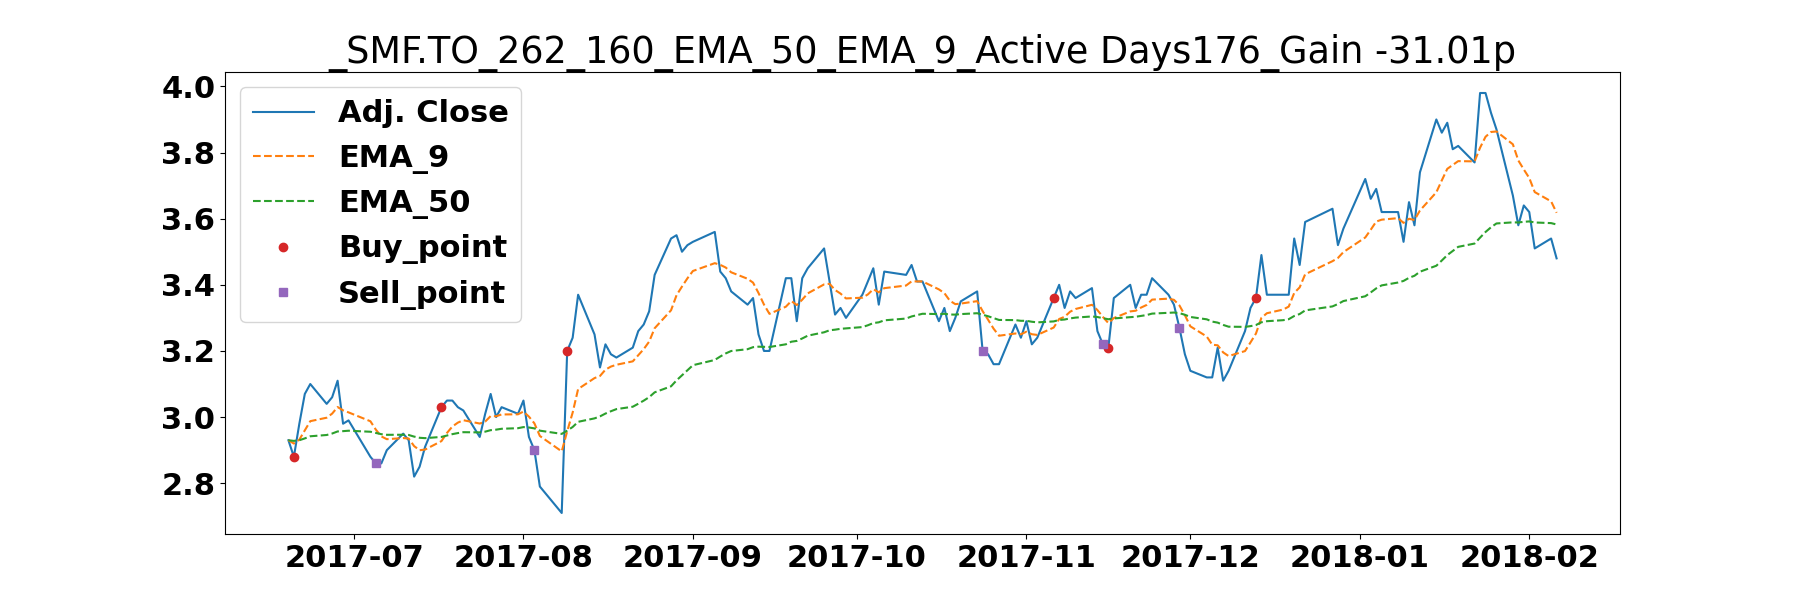 _SMF.TO_262_160_EMA_50_EMA_9_Active Days176_Gain -31.01p
4.0
3.8
3.6
3.4
3.2
3.0
2.8
Adj. Close
EMA_9
EMA_50
Buy_point
Sell_point
2017-07 2017-08 2017-09 2017-10 2017-11 2017-12 2018-01 2018-02